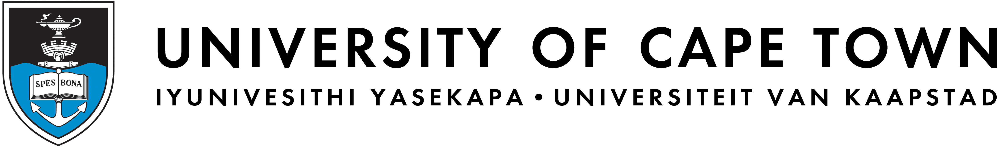 SPES BONA
UNIVERSITY OF CAPE TOWN
IYUNIVESITHI YASEKAPA • UNIVERSITEIT VAN KAAPSTAD